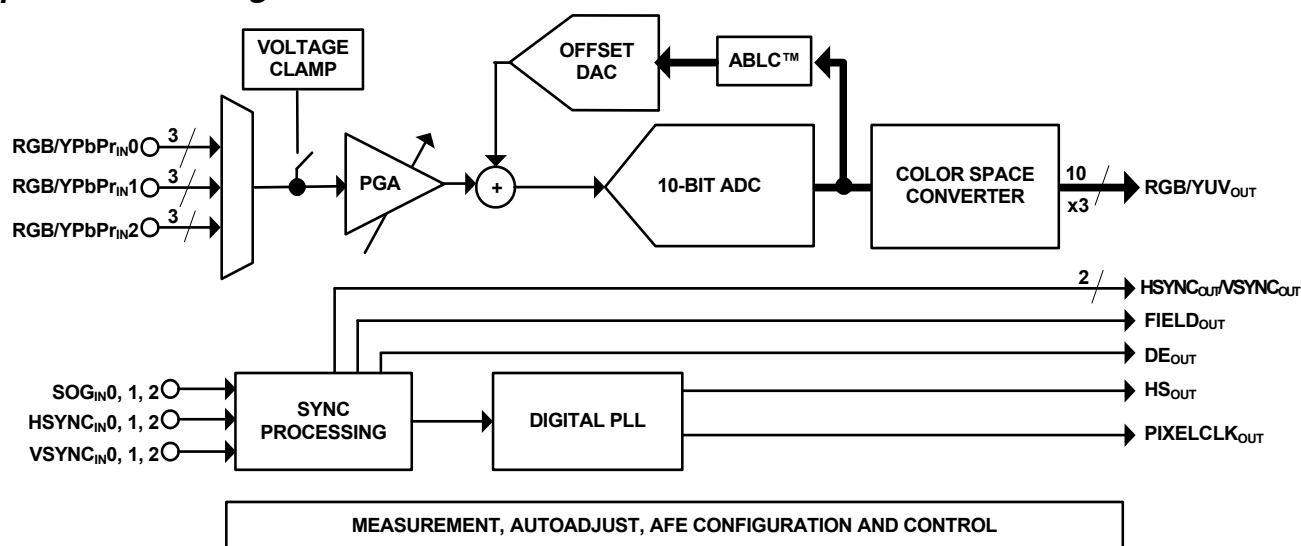 VOLTAGE
CLAMP
OFFSET
DAC
ABLC™
RGB/YPbPrIN0
3
RGB/YPbPrIN1
3
RGB/YPbPrIN2
3
PGA
+
10-BIT ADC
COLOR SPACE
CONVERTER
10
x3
RGB/YUVOUT
2
HSYNCOUT/VSYNCOUT
FIELDOUT
DEOUT
HSOUT
PIXELCLKOUT
SOGIN0, 1, 2
HSYNCIN0, 1, 2
VSYNCIN0, 1, 2
SYNC
PROCESSING
DIGITAL PLL
MEASUREMENT, AUTOADJUST, AFE CONFIGURATION AND CONTROL